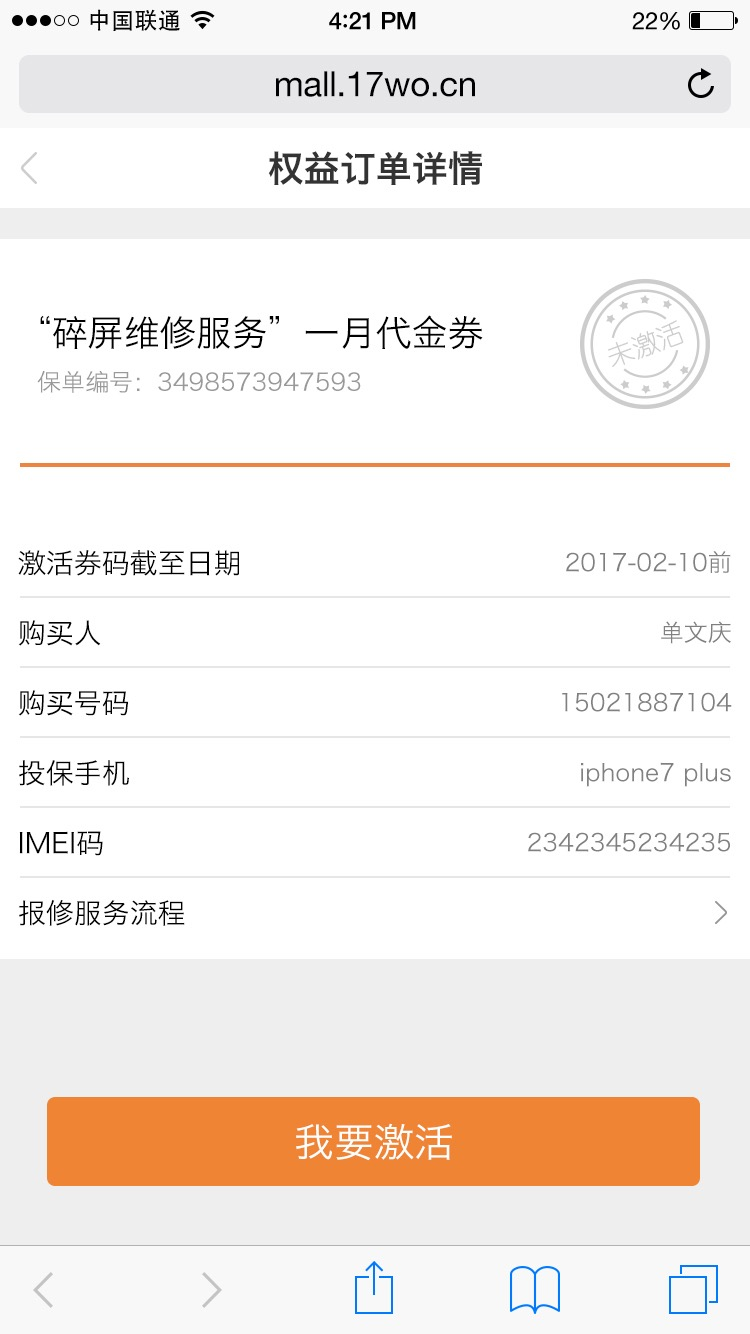 中国联通
4:21 PM
22%
mall.17wo.cn
权益订单详情
“碎屏维修服务”一月代金券
保单编号：3498573947593
未激活
激活券码截至日期 2017-02-10前
购买人 单文庆
购买号码 15021887104
投保手机 iphone7 plus
IMEI码 2342345234235
报修服务流程
我要激活